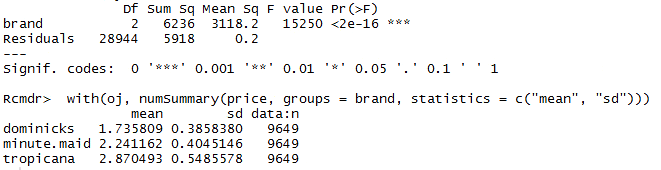 Df Sum Sq Mean Sq F value Pr(>F)
brand 2 6236 3118.2 15250 <2e-16 ***
Residuals 28944 5918 0.2
---
Signif. codes: 0 '***' 0.001 '**' 0.01 '*' 0.05 '.' 0.1 ' ' 1
Rcmdr> with(oj, numSummary(price, groups = brand, statistics = c("mean", "sd")))
mean sd data:n
dominicks 1.735809 0.3858380 9649
minute.maid 2.241162 0.4045146 9649
tropicana 2.870493 0.5485578 9649